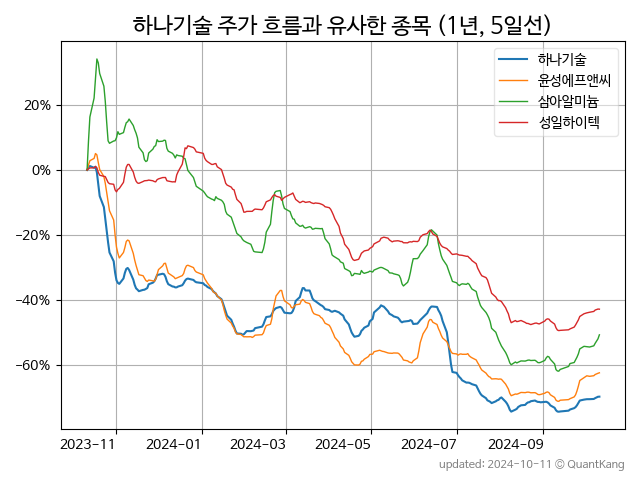 하나기술 주가 흐름과 유사한 종목 (1년, 5일선)
하나기술
윤성에프앤씨
삼아알미늄
성일하이텍
20%
0%
−20%
−40%
−60%
2023-11
2024-01
2024-03
2024-05
2024-07
2024-09
updated: 2024-10-11 © QuantKang